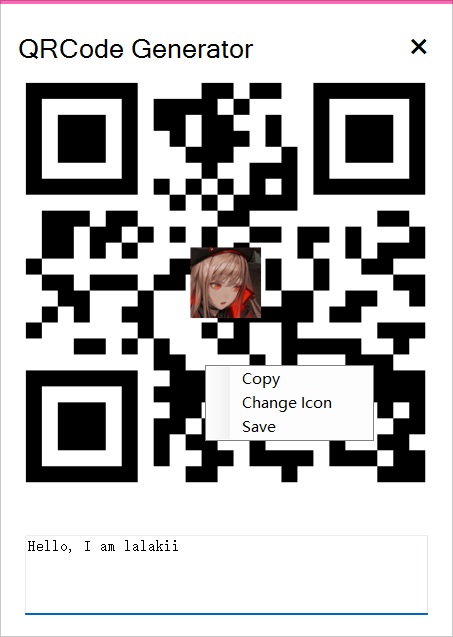 QRCode Generator
Copy
Change Icon
Save
Hello, I am lalakii